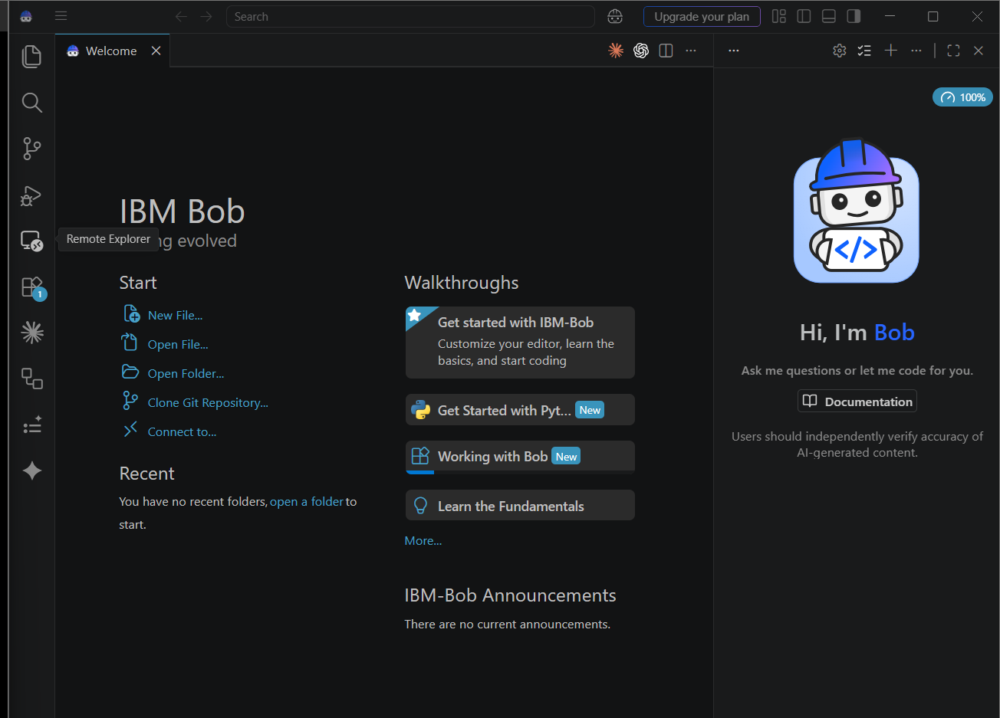 Search
Upgrade your plan
Welcome
100%
IBM Bob
Remote Explorer
evolved
Start
New File...
Open File...
Open Folder...
Clone Git Repository...
Connect to...
Recent
You have no recent folders, open a folder to
start.
1
Walkthroughs
Get started with IBM-Bob
Customize your editor, learn the
basics, and start coding
Get Started with Pyt... New
Working with Bob New
Learn the Fundamentals
More...
IBM-Bob Announcements
There are no current announcements.
</>
Hi, I'm Bob
Ask me questions or let me code for you.
Documentation
Users should independently verify accuracy of
AI-generated content.